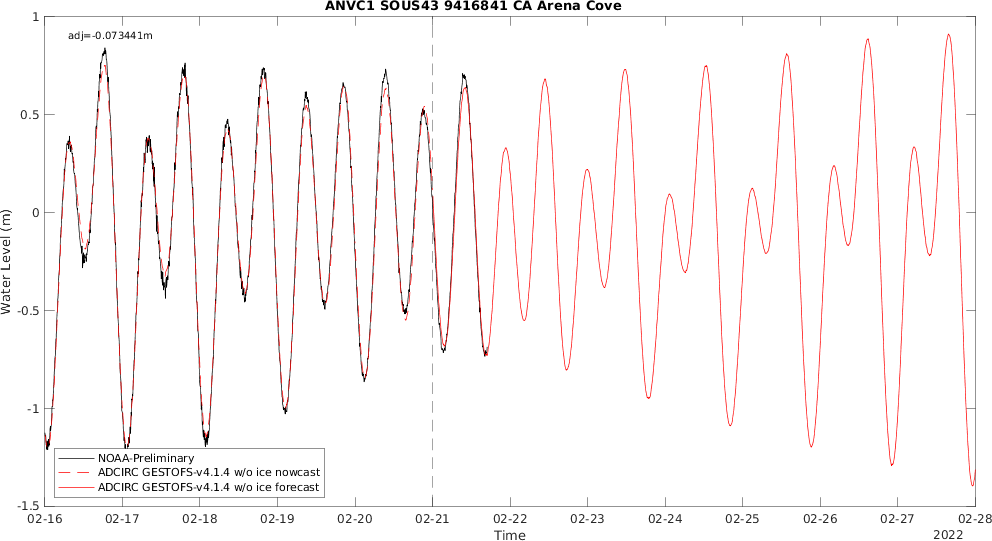 ANVC1 SOUS43 9416841 CA Arena Cove
adj=-0.073441m
1
0.5
0
-0.5
-1
-1.5
Water Level (m)
NOAA-Preliminary
ADCIRC GESTOFS-v4.1.4 w/o ice nowcast
ADCIRC GESTOFS-v4.1.4 w/o ice forecast
02-16 02-17 02-18 02-19 02-20 02-21 02-22 02-23 02-24 02-25 02-26 02-27 02-28
Time
2022